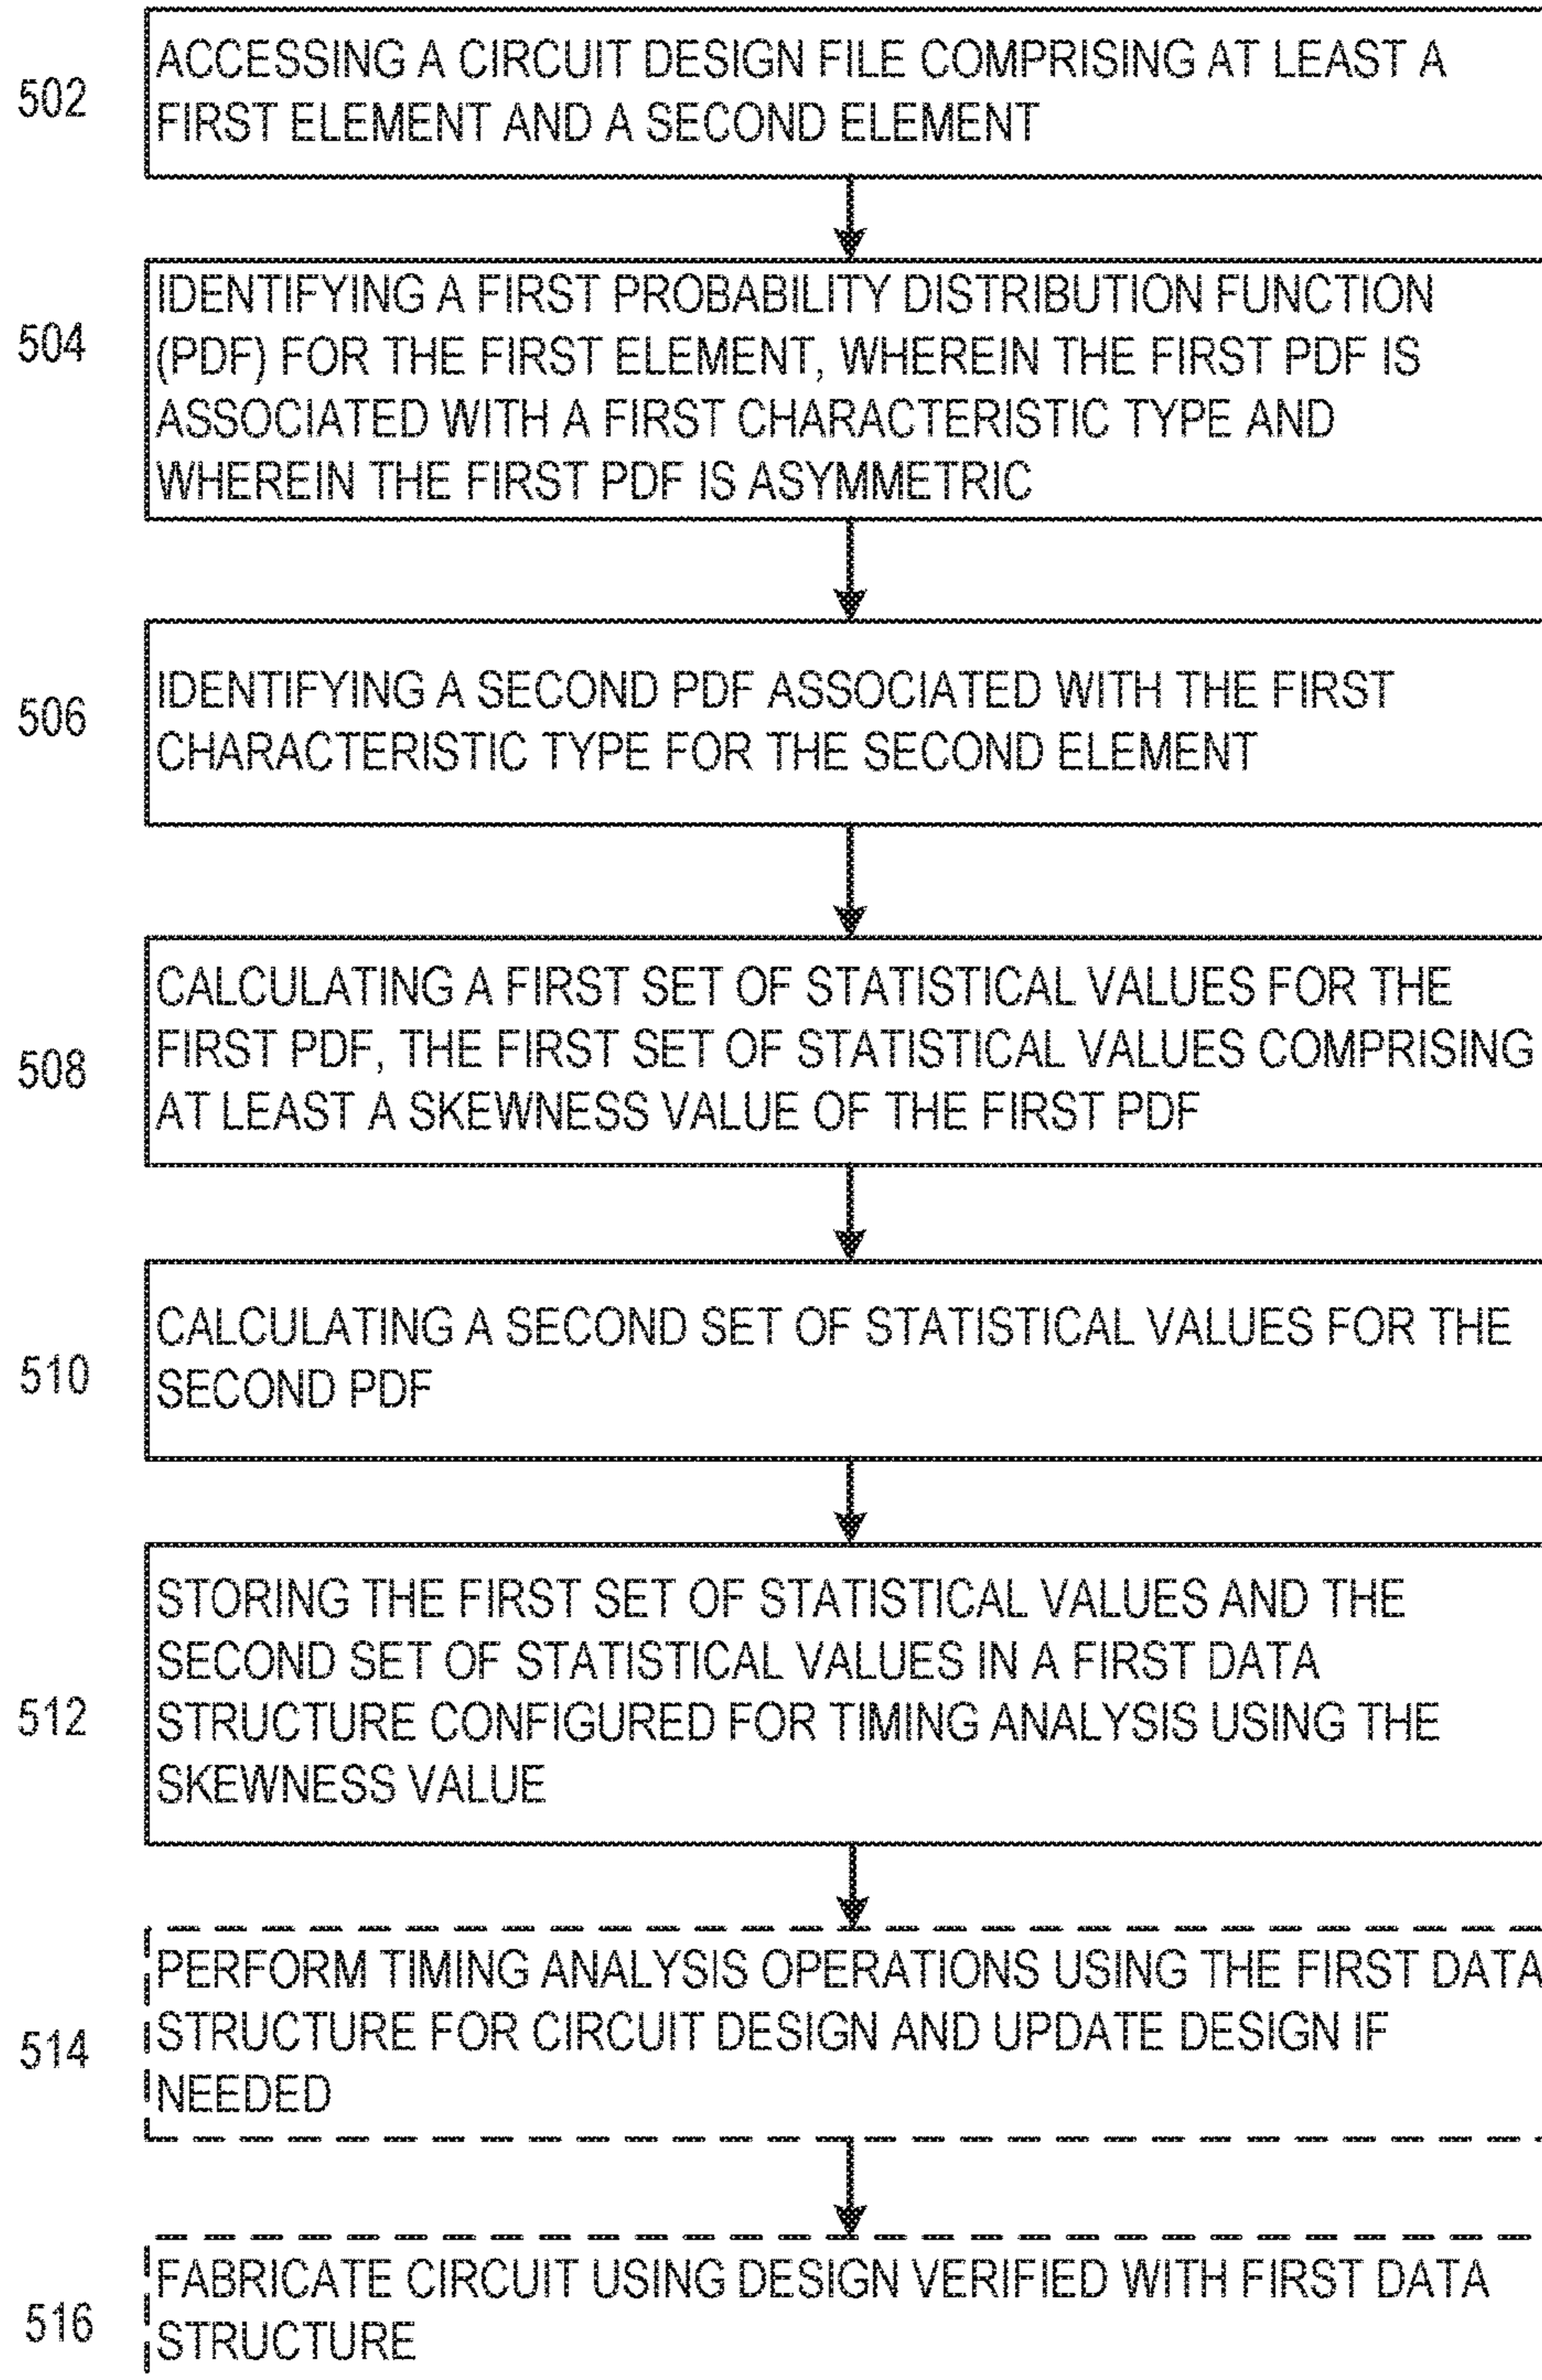 502
ACCESSING A CIRCUIT DESIGN FILE COMPRISING AT LEAST A
FIRST ELEMENT AND A SECOND ELEMENT
504
IDENTIFYING A FIRST PROBABILITY DISTRIBUTION FUNCTION
(PDF) FOR THE FIRST ELEMENT, WHEREIN THE FIRST PDF IS
ASSOCIATED WITH A FIRST CHARACTERISTIC TYPE AND
WHEREIN THE FIRST PDF IS ASYMMETRIC
506
IDENTIFYING A SECOND PDF ASSOCIATED WITH THE FIRST
CHARACTERISTIC TYPE FOR THE SECOND ELEMENT
508
CALCULATING A FIRST SET OF STATISTICAL VALUES FOR THE
FIRST PDF, THE FIRST SET OF STATISTICAL VALUES COMPRISING
AT LEAST A SKEWNESS VALUE OF THE FIRST PDF
510
CALCULATING A SECOND SET OF STATISTICAL VALUES FOR THE
SECOND PDF
512
STORING THE FIRST SET OF STATISTICAL VALUES AND THE
SECOND SET OF STATISTICAL VALUES IN A FIRST DATA
STRUCTURE CONFIGURED FOR TIMING ANALYSIS USING THE
SKEWNESS VALUE
514
PERFORM TIMING ANALYSIS OPERATIONS USING THE FIRST DATA
STRUCTURE FOR CIRCUIT DESIGN AND UPDATE DESIGN IF
NEEDED
516
FABRICATE CIRCUIT USING DESIGN VERIFIED WITH FIRST DATA
STRUCTURE